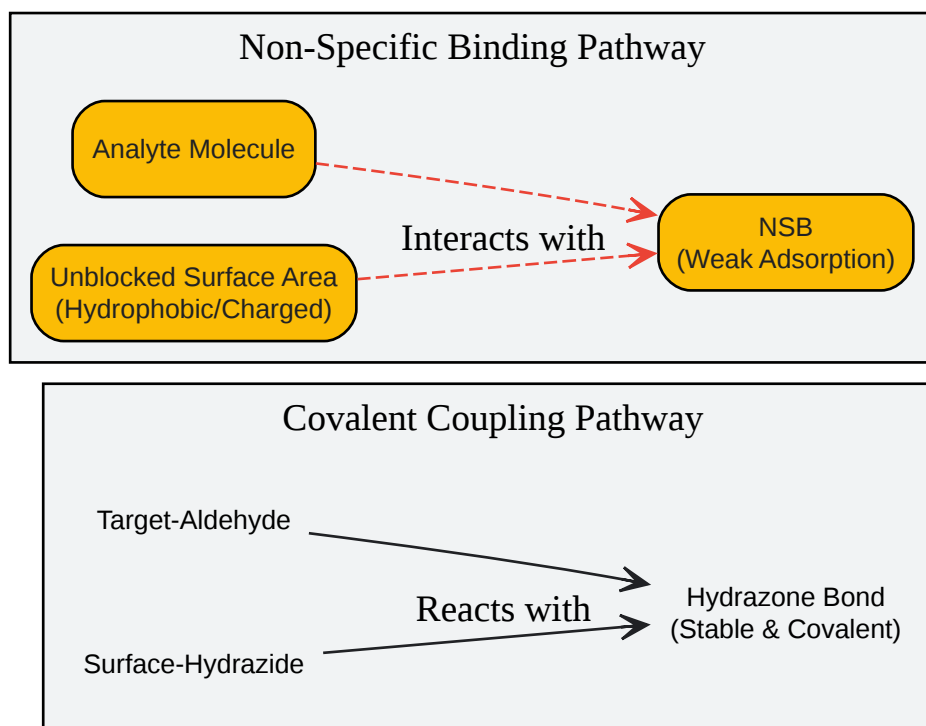 Non-Specific Binding Pathway
Analyte Molecule
Interacts with
NSB
(Weak Adsorption)
Unblocked Surface Area
(Hydrophobic/Charged)
Covalent Coupling Pathway
Target-Aldehyde
Reacts with
Hydrazone Bond
(Stable & Covalent)
Surface-Hydrazide